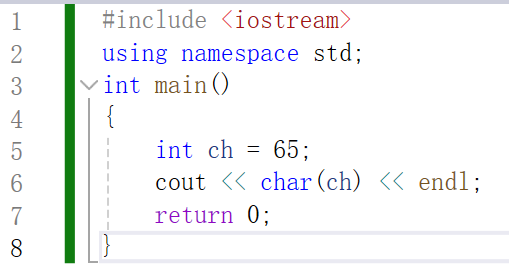 1 #include <iostream>
2 using namespace std;
3 int main()
4 {
5 int ch = 65;
6 cout << char(ch) << endl;
7 return 0;
8 }